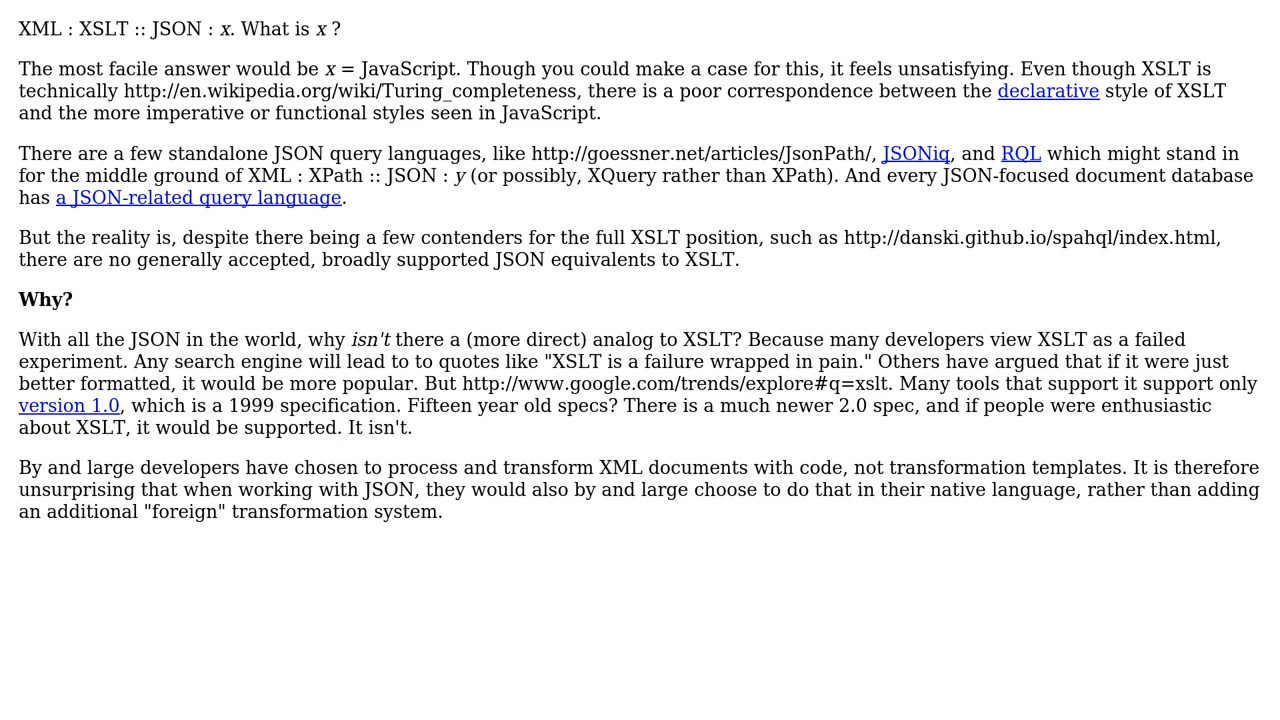 XML : XSLT :: JSON : x. What is x ?
The most facile answer would be x = JavaScript. Though you could make a case for this, it feels unsatisfying. Even though XSLT is
technically http://en.wikipedia.org/wiki/Turing_completeness, there is a poor correspondence between the declarative style of XSLT
and the more imperative or functional styles seen in JavaScript.
There are a few standalone JSON query languages, like http://goessner.net/articles/JsonPath/, JSONiq, and RQL which might stand in
for the middle ground of XML : XPath :: JSON : y (or possibly, XQuery rather than XPath). And every JSON-focused document database
has a JSON-related query language.
But the reality is, despite there being a few contenders for the full XSLT position, such as http://danski.github.io/spahql/index.html,
there are no generally accepted, broadly supported JSON equivalents to XSLT.
Why?
With all the JSON in the world, why isn't there a (more direct) analog to XSLT? Because many developers view XSLT as a failed
experiment. Any search engine will lead to to quotes like "XSLT is a failure wrapped in pain." Others have argued that if it were just
better formatted, it would be more popular. But http://www.google.com/trends/explore#q=xslt. Many tools that support it support only
version 1.0, which is a 1999 specification. Fifteen year old specs? There is a much newer 2.0 spec, and if people were enthusiastic
about XSLT, it would be supported. It isn't.
By and large developers have chosen to process and transform XML documents with code, not transformation templates. It is therefore
unsurprising that when working with JSON, they would also by and large choose to do that in their native language, rather than adding
an additional "foreign" transformation system.